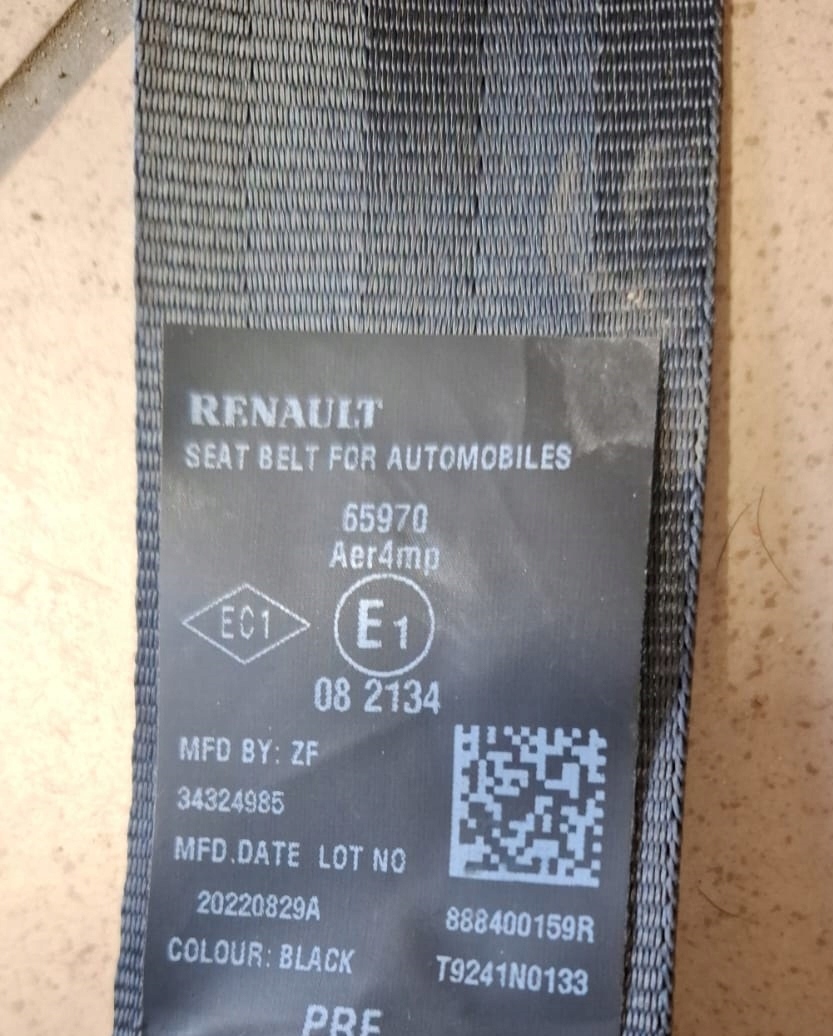 RENAULT
SEAT BELT FOR AUTOMOBILES
65970
Aer4mp
EC1 E1
08 2134
MFD BY: ZF
34324985
MFD.DATE LOT NO
20220829A
888400159R
COLOUR: BLACK
T9241N0133
PRE